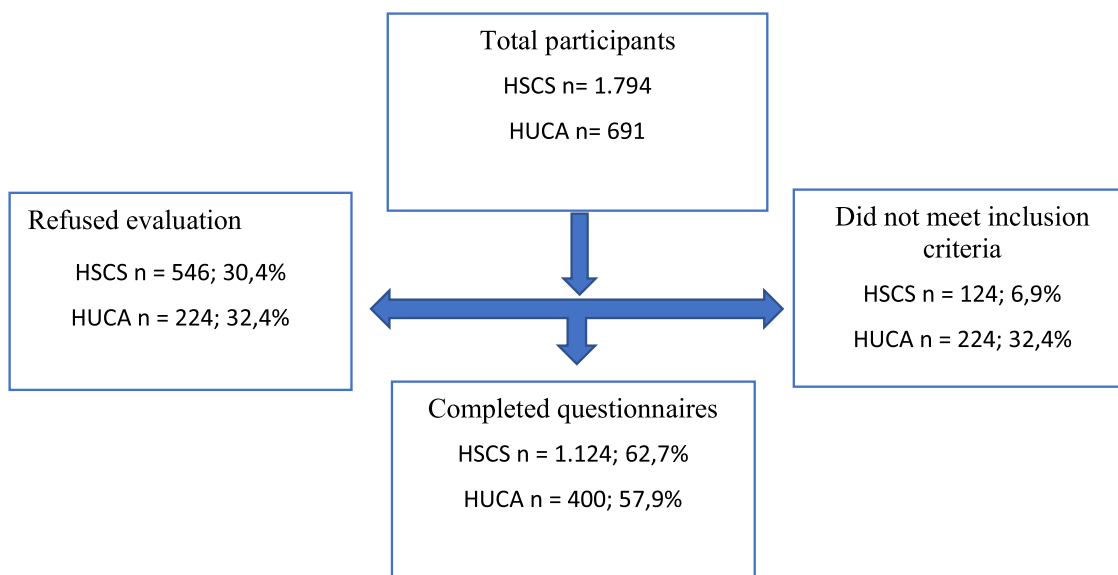 Total participants
HSCS n= 1.794
HUCA n= 691
Refused evaluation
HSCS n = 546; 30,4%
HUCA n = 224; 32,4%
Did not meet inclusion
criteria
HSCS n = 124; 6,9%
HUCA n = 224; 32,4%
Completed questionnaires
HSCS n = 1.124; 62,7%
HUCA n = 400; 57,9%